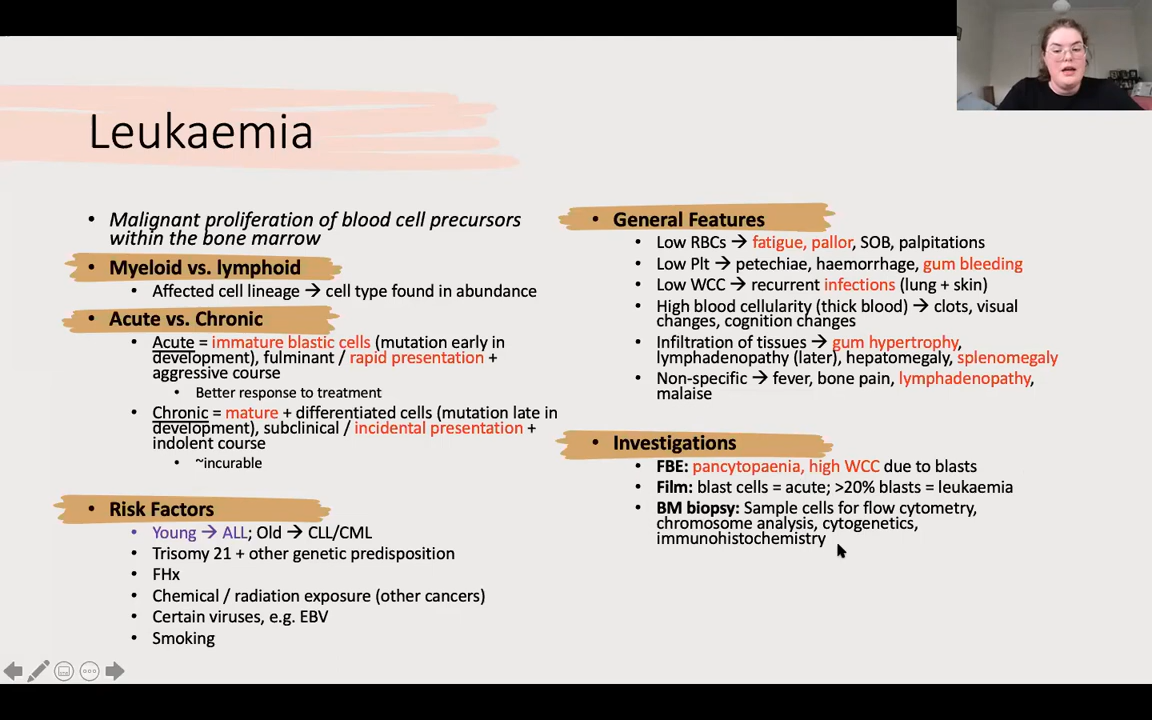 Leukaemia
• Malignant proliferation of blood cell precursors
within the bone marrow
• Myeloid vs. lymphoid
• Affected cell lineage → cell type found in abundance
• Acute vs. Chronic
• Acute = immature blastic cells (mutation early in
development), fulminant / rapid presentation +
aggressive course
• Better response to treatment
• Chronic = mature + differentiated cells (mutation late in
development), subclinical / incidental presentation +
indolent course
• ~incurable
• Risk Factors
• Young → ALL; Old → CLL/CML
• Trisomy 21 + other genetic predisposition
• FHx
• Chemical / radiation exposure (other cancers)
• Certain viruses, e.g. EBV
• Smoking
• General Features
• Low RBCs → fatigue, pallor, SOB, palpitations
• Low Plt → petechiae, haemorrhage, gum bleeding
• Low WCC → recurrent infections (lung + skin)
• High blood cellularity (thick blood) → clots, visual
changes, cognition changes
• Infiltration of tissues → gum hypertrophy,
lymphadenopathy (later), hepatomegaly, splenomegaly
• Non-specific → fever, bone pain, lymphadenopathy,
malaise
• Investigations
• FBE: pancytopaenia, high WCC due to blasts
• Film: blast cells = acute; >20% blasts = leukaemia
• BM biopsy: Sample cells for flow cytometry,
chromosome analysis, cytogenetics,
immunohistochemistry